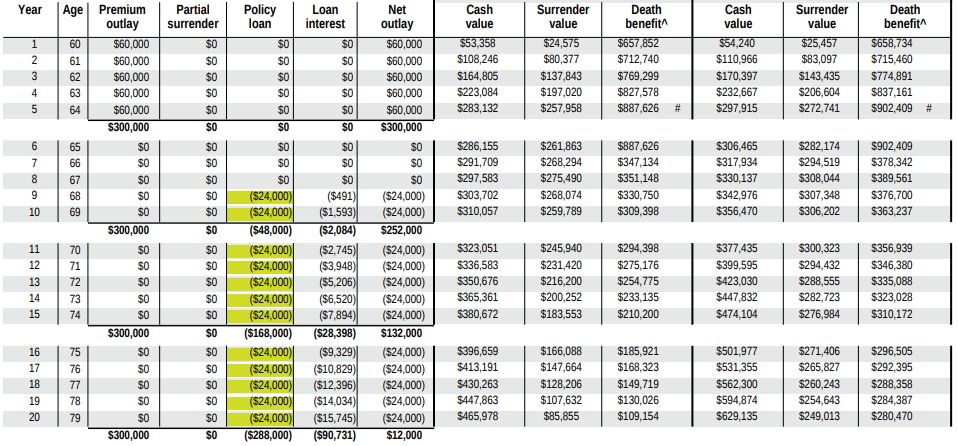 Year Age Premium outlay Partial surrender Policy loan Loan interest Net outlay Cash value Surrender value Death benefit^ Cash value Surrender value Death benefit^
1 60 $60,000 $0 $0 $0 $60,000 $53,358 $24,575 $657,852 $54,240 $25,457 $658,734
2 61 $60,000 $0 $0 $0 $60,000 $108,246 $80,377 $712,740 $110,966 $83,097 $715,460
3 62 $60,000 $0 $0 $0 $60,000 $164,805 $137,843 $769,299 $170,397 $143,435 $774,891
4 63 $60,000 $0 $0 $0 $60,000 $223,084 $197,020 $827,578 $232,667 $206,604 $837,161
5 64 $60,000 $0 $0 $0 $60,000 $283,132 $257,958 $887,626 # $297,915 $272,741 $902,409 #
$300,000 $0 $0 $0 $300,000
6 65 $0 $0 $0 $0 $0 $286,155 $261,863 $887,626 $306,465 $282,174 $902,409
7 66 $0 $0 $0 $0 $0 $291,709 $268,294 $347,134 $317,934 $294,519 $378,342
8 67 $0 $0 $0 $0 $0 $297,583 $275,490 $351,148 $330,137 $308,044 $389,561
9 68 $0 $0 ($24,000) ($491) ($24,000) $303,702 $268,074 $330,750 $342,976 $307,348 $376,700
10 69 $0 $0 ($24,000) ($1,593) ($24,000) $310,057 $259,789 $309,398 $356,470 $306,202 $363,237
$300,000 $0 ($48,000) ($2,084) $252,000
11 70 $0 $0 ($24,000) ($2,745) ($24,000) $323,051 $245,940 $294,398 $377,435 $300,323 $356,939
12 71 $0 $0 ($24,000) ($3,948) ($24,000) $336,583 $231,420 $275,176 $399,595 $294,432 $346,380
13 72 $0 $0 ($24,000) ($5,206) ($24,000) $350,676 $216,200 $254,775 $423,030 $288,555 $335,088
14 73 $0 $0 ($24,000) ($6,520) ($24,000) $365,361 $200,252 $233,135 $447,832 $282,723 $323,028
15 74 $0 $0 ($24,000) ($7,894) ($24,000) $380,672 $183,553 $210,200 $474,104 $276,984 $310,172
$300,000 $0 ($168,000) ($28,398) $132,000
16 75 $0 $0 ($24,000) ($9,329) ($24,000) $396,659 $166,088 $185,921 $501,977 $271,406 $296,505
17 76 $0 $0 ($24,000) ($10,829) ($24,000) $413,191 $147,664 $168,323 $531,355 $265,827 $292,395
18 77 $0 $0 ($24,000) ($12,396) ($24,000) $430,263 $128,206 $149,719 $562,300 $260,243 $288,358
19 78 $0 $0 ($24,000) ($14,034) ($24,000) $447,863 $107,632 $130,026 $594,874 $254,643 $284,387
20 79 $0 $0 ($24,000) ($15,745) ($24,000) $465,978 $85,855 $109,154 $629,135 $249,013 $280,470
$300,000 $0 ($288,000) ($90,731) $12,000